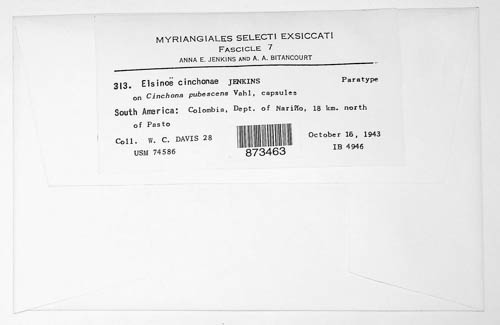 MYRIANGIALES SELECTI EXSICCATI
FASCICLE 7
ANNA E. JENKINS AND A. A. BITANCOURT
313. Elsinoë cinchonae JENKINS Paratype
on Cinchona pubescens Vahl, capsules
South America: Colombia, Dept. of Nariño, 18 km. north
of Pasto
Coll. W. C. DAVIS 28 October 16, 1943
USM 74586 IB 4946
873463